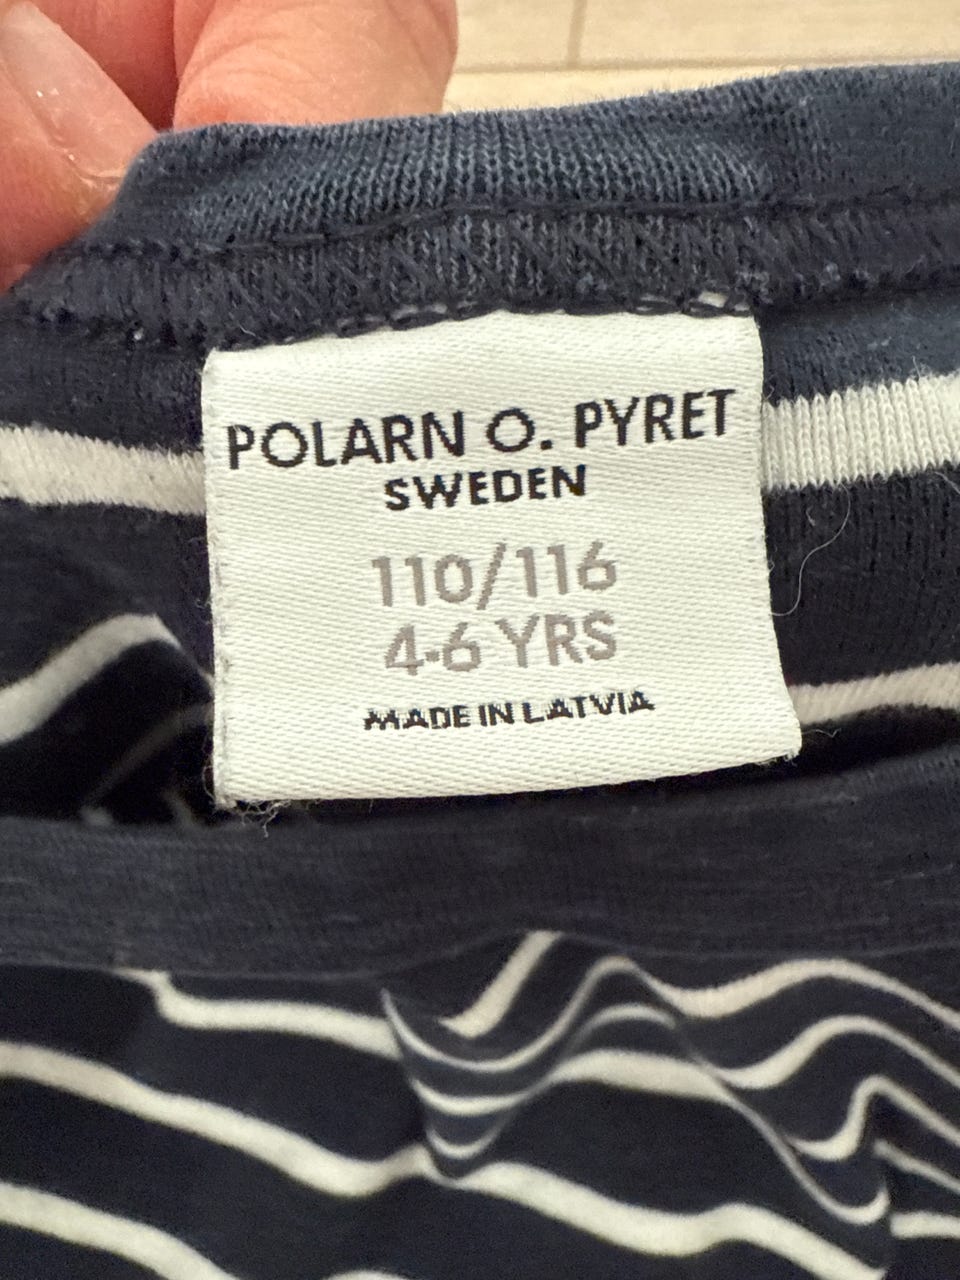 POLARN O. PYRET
SWEDEN
110/116
4-6 YRS
MADE IN LATVIA